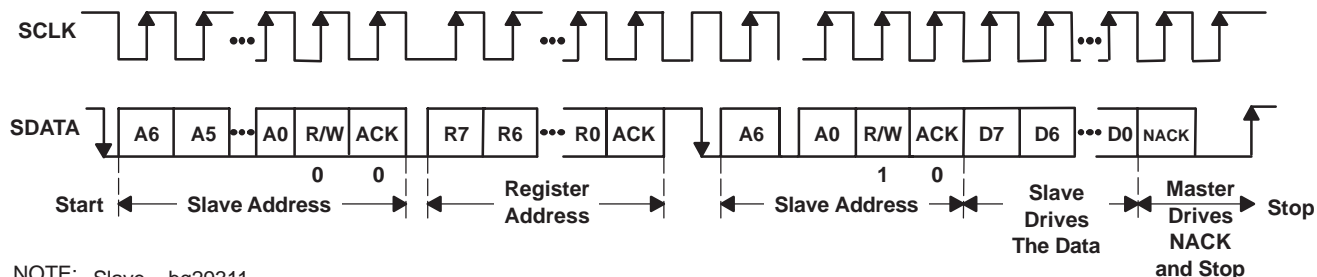 SCLK
SDATA A6 A5 ••• A0 R/W ACK R7 R6 ••• R0 ACK A6 A0 R/W ACK D7 D6 ••• D0 NACK
0 0 1 0
Start Slave Address Register Address Slave Address Slave Drives The Data Master Drives NACK and Stop Stop